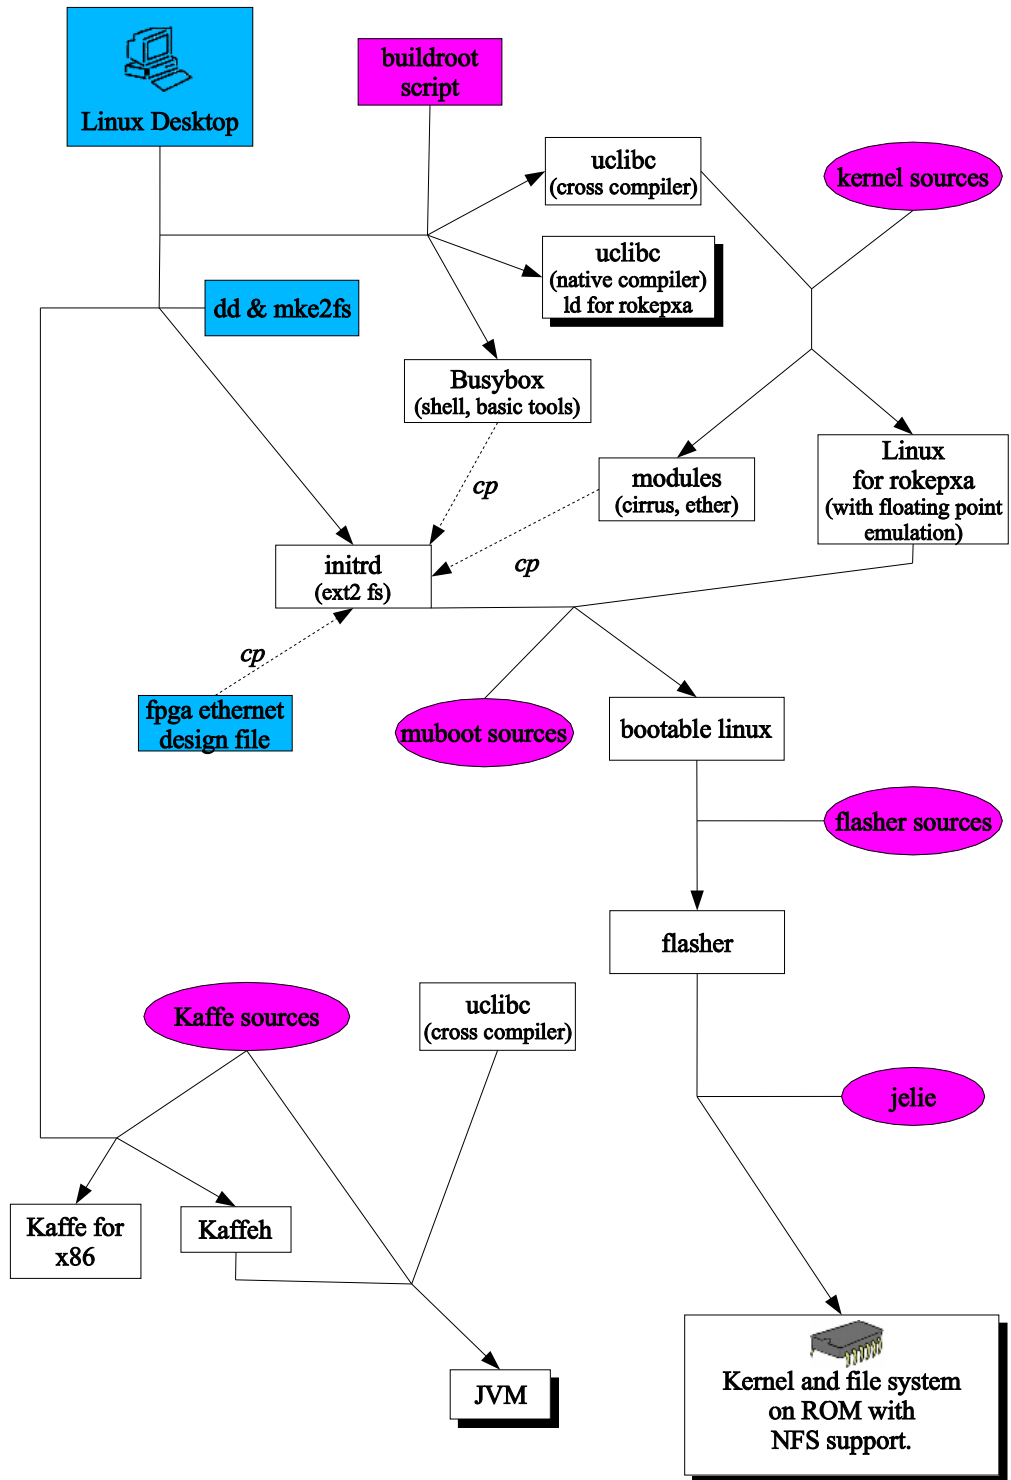 Linux Desktop
buildroot
script
uclibc
(cross compiler)
kernel sources
uclibc
(native compiler)
ld for rokepxa
dd & mke2fs
Busybox
(shell, basic tools)
cp
modules
(cirrus, ether)
Linux
for rokepxa
(with floating point
emulation)
initrd
(ext2 fs)
cp
cp
fpga ethernet
design file
muboot sources
bootable linux
flasher sources
flasher
Kaffe sources
uclibc
(cross compiler)
jelie
Kaffe for
x86
Kaffeh
JVM
Kernel and file system
on ROM with
NFS support.